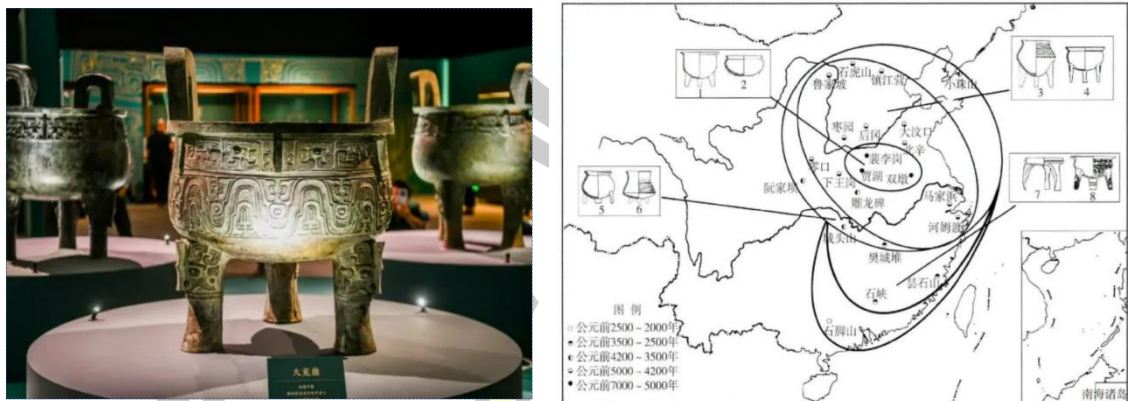 大克鼎
1
2
3
4
5
6
7
8
鲁家坡
石虎山
镇江营
小珠山
枣园
后冈
大汶口
北辛
裴李岗
零口
贾湖
双墩
下王岗
阮家坝
雕龙碑
马家浜
河姆渡
城头山
樊城堆
昙石山
石峡
石脚山
图 例
公元前2500~2000年
公元前3500~2500年
公元前4200~3500年
公元前5000~4200年
公元前7000~5000年
南海诸岛